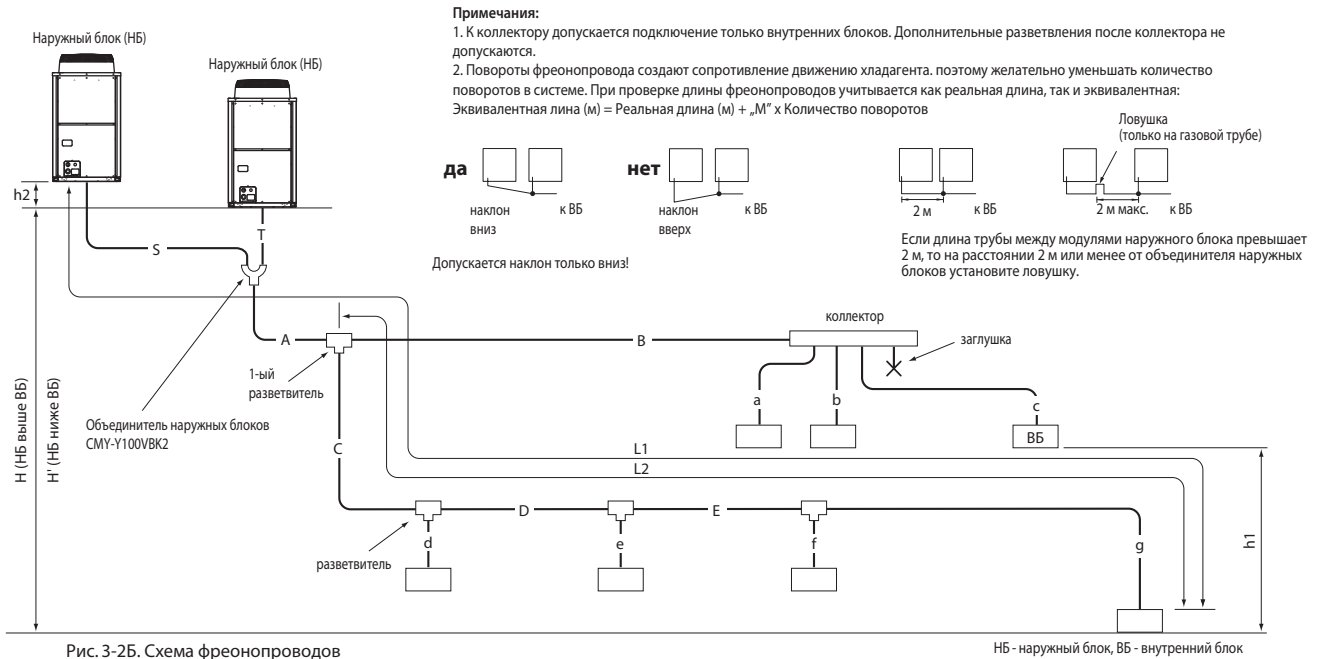 Примечания:
1. К коллектору допускается подключение только внутренних блоков. Дополнительные разветвления после коллектора не
допускаются.
2. Повороты фреонопровода создают сопротивление движению хладагента. поэтому желательно уменьшать количество
поворотов в системе. При проверке длины фреонопроводов учитывается как реальная длина, так и эквивалентная:
Эквивалентная лина (м) = Реальная длина (м) + „М” х Количество поворотов
Наружный блок (НБ)
Наружный блок (НБ)
да
наклон
вниз
к ВБ
нет
наклон
вверх
к ВБ
2 м
к ВБ
Ловушка
(только на газовой трубе)
2 м макс.
к ВБ
Допускается наклон только вниз!
Если длина трубы между модулями наружного блока превышает
2 м, то на расстоянии 2 м или менее от объединителя наружных
блоков установите ловушку.
h2
S
T
A
B
коллектор
заглушка
1-ый
разветвитель
Объединитель наружных блоков
CMY-Y100VBK2
H (НБ выше ВБ)
H' (НБ ниже ВБ)
a
b
c
ВБ
C
L1
L2
D
E
d
e
f
g
h1
разветвитель
Рис. 3-2Б. Схема фреонопроводов
НБ - наружный блок, ВБ - внутренний блок